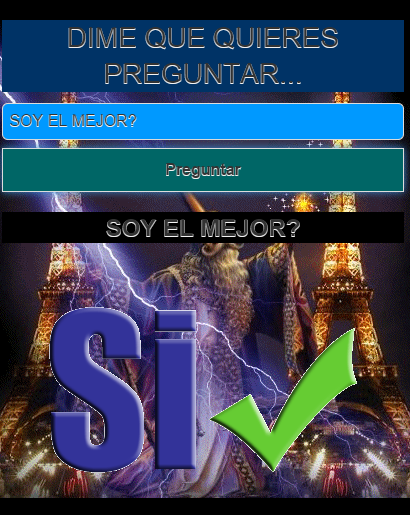 DIME QUE QUIERES
PREGUNTAR...
SOY EL MEJOR?
Preguntar
SOY EL MEJOR?
Si